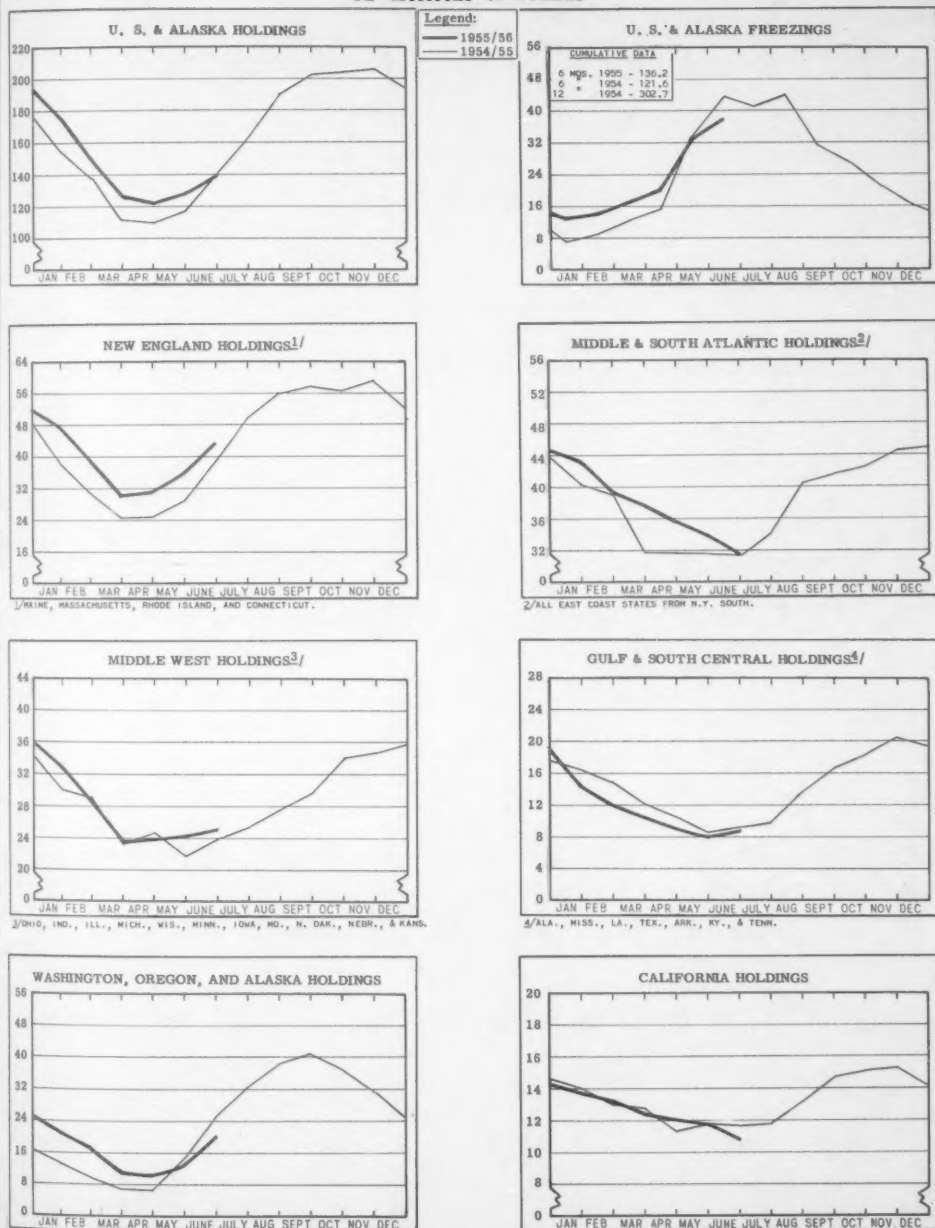 U. S. & ALASKA HOLDINGS
220
200
180
160
140
120
100
0
JAN FEB MAR APR MAY JUNE JULY AUG SEPT OCT NOV DEC
Legend:
1955/56
1954/55
U. S. & ALASKA FREEZINGS
56
48
40
32
24
16
8
0
CUMULATIVE DATA
6 MOS. 1955 - 136.2
6 " 1954 - 121.6
12 " 1954 - 302.7
JAN FEB MAR APR MAY JUNE JULY AUG SEPT OCT NOV DEC
NEW ENGLAND HOLDINGS1/
64
56
48
40
32
24
16
0
JAN FEB MAR APR MAY JUNE JULY AUG SEPT OCT NOV DEC
1/MAINE, MASSACHUSETTS, RHODE ISLAND, AND CONNECTICUT.
MIDDLE & SOUTH ATLANTIC HOLDINGS2/
56
52
48
44
40
36
32
0
JAN FEB MAR APR MAY JUNE JULY AUG SEPT OCT NOV DEC
2/ALL EAST COAST STATES FROM N.Y. SOUTH.
MIDDLE WEST HOLDINGS3/
44
40
36
32
28
24
20
0
JAN FEB MAR APR MAY JUNE JULY AUG SEPT OCT NOV DEC
3/OHIO, IND., ILL., MICH., WIS., MINN., IOWA, MO., N. DAK., NEBR., & KANS.
GULF & SOUTH CENTRAL HOLDINGS4/
28
24
20
16
12
8
4
0
JAN FEB MAR APR MAY JUNE JULY AUG SEPT OCT NOV DEC
4/ALA., MISS., LA., TEX., ARK., KY., & TENN.
WASHINGTON, OREGON, AND ALASKA HOLDINGS
56
48
40
32
24
16
8
0
JAN FEB MAR APR MAY JUNE JULY AUG SEPT OCT NOV DEC
CALIFORNIA HOLDINGS
20
18
16
14
12
10
8
0
JAN FEB MAR APR MAY JUNE JULY AUG SEPT OCT NOV DEC